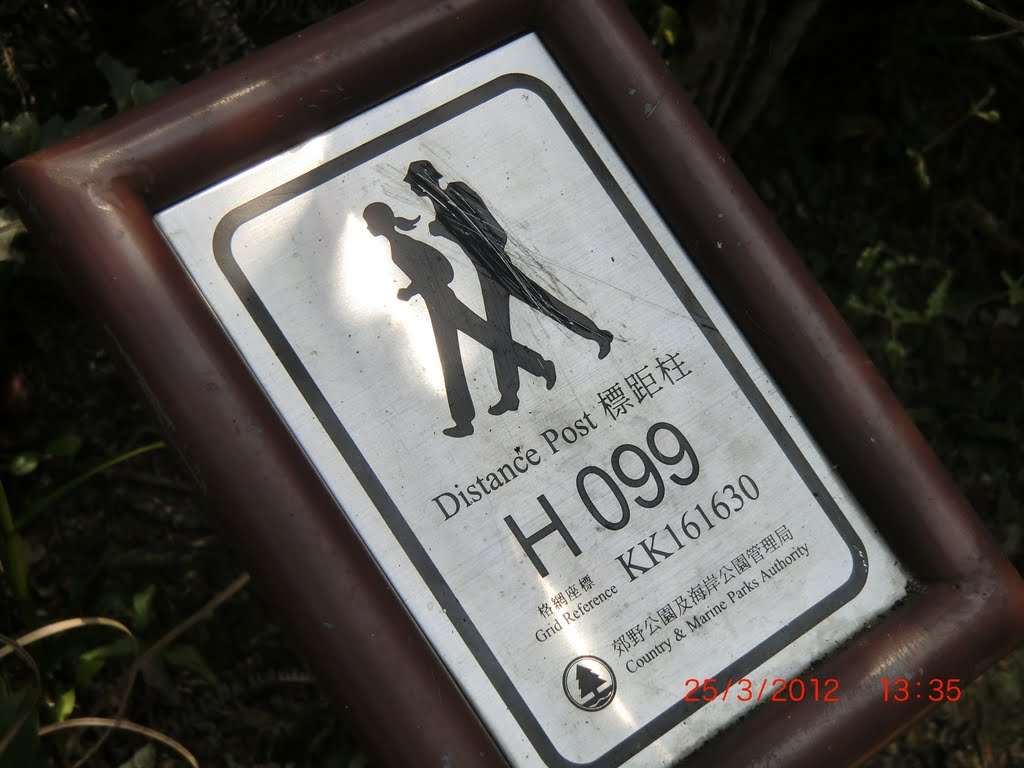 Distance Post 標距柱
H 099
格網座標
Grid Reference KK161630
郊野公園及海岸公園管理局
Country & Marine Parks Authority
25/3/2012 13:35